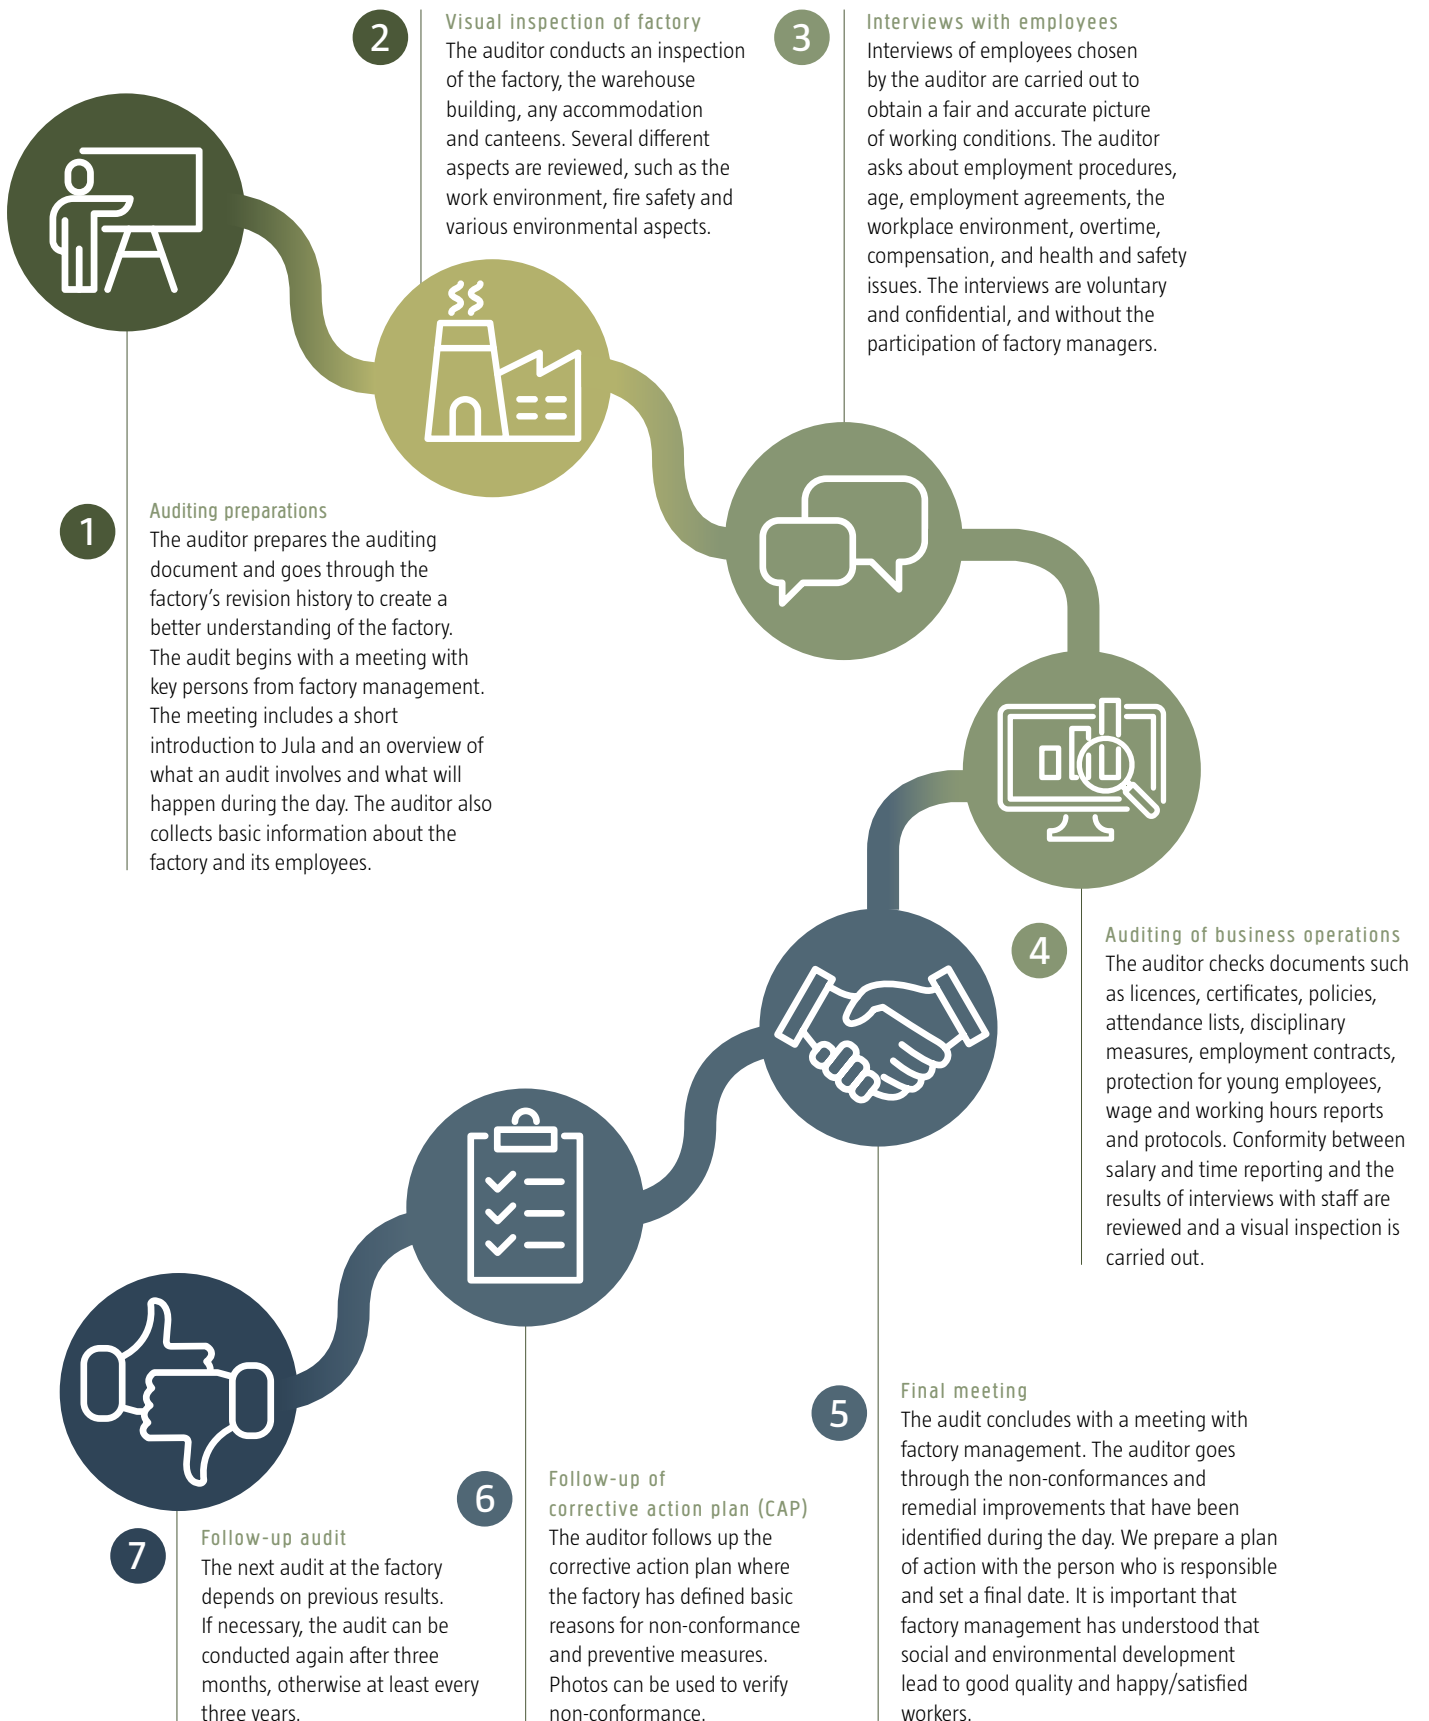 1
Auditing preparations
The auditor prepares the auditing
document and goes through the
factory’s revision history to create a
better understanding of the factory.
The audit begins with a meeting with
key persons from factory management.
The meeting includes a short
introduction to Jula and an overview of
what an audit involves and what will
happen during the day. The auditor also
collects basic information about the
factory and its employees.
2
Visual inspection of factory
The auditor conducts an inspection
of the factory, the warehouse
building, any accommodation
and canteens. Several different
aspects are reviewed, such as the
work environment, fire safety and
various environmental aspects.
3
Interviews with employees
Interviews of employees chosen
by the auditor are carried out to
obtain a fair and accurate picture
of working conditions. The auditor
asks about employment procedures,
age, employment agreements, the
workplace environment, overtime,
compensation, and health and safety
issues. The interviews are voluntary
and confidential, and without the
participation of factory managers.
4
Auditing of business operations
The auditor checks documents such
as licences, certificates, policies,
attendance lists, disciplinary
measures, employment contracts,
protection for young employees,
wage and working hours reports
and protocols. Conformity between
salary and time reporting and the
results of interviews with staff are
reviewed and a visual inspection is
carried out.
5
Final meeting
The audit concludes with a meeting with
factory management. The auditor goes
through the non-conformances and
remedial improvements that have been
identified during the day. We prepare a plan
of action with the person who is responsible
and set a final date. It is important that
factory management has understood that
social and environmental development
lead to good quality and happy/satisfied
workers.
6
Follow-up of
corrective action plan (CAP)
The auditor follows up the
corrective action plan where
the factory has defined basic
reasons for non-conformance
and preventive measures.
Photos can be used to verify
non-conformance.
7
Follow-up audit
The next audit at the factory
depends on previous results.
If necessary, the audit can be
conducted again after three
months, otherwise at least every
three years.